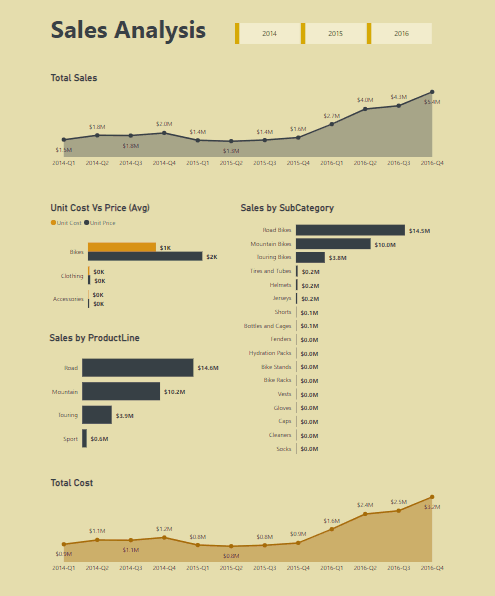 Sales Analysis
2014 2015 2016
Total Sales
$1.5M $1.8M $1.8M $2.0M $1.4M $1.3M $1.4M $1.6M $2.7M $4.0M $4.3M $5.4M
2014-Q1 2014-Q2 2014-Q3 2014-Q4 2015-Q1 2015-Q2 2015-Q3 2015-Q4 2016-Q1 2016-Q2 2016-Q3 2016-Q4
Unit Cost Vs Price (Avg)
Unit Cost Unit Price
Bikes $1K
$2K
Clothing $0K
$0K
Accessories $0K
$0K
Sales by ProductLine
Road $14.6M
Mountain $10.2M
Touring $3.9M
Sport $0.6M
Sales by SubCategory
Road Bikes $14.5M
Mountain Bikes $10.0M
Touring Bikes $3.8M
Tires and Tubes $0.2M
Helmets $0.2M
Jerseys $0.2M
Shorts $0.1M
Bottles and Cages $0.1M
Fenders $0.0M
Hydration Packs $0.0M
Bike Stands $0.0M
Bike Racks $0.0M
Vests $0.0M
Gloves $0.0M
Caps $0.0M
Cleaners $0.0M
Socks $0.0M
Total Cost
$0.9M $1.1M $1.1M $1.2M $0.8M $0.8M $0.8M $0.9M $1.6M $2.4M $2.5M $3.2M
2014-Q1 2014-Q2 2014-Q3 2014-Q4 2015-Q1 2015-Q2 2015-Q3 2015-Q4 2016-Q1 2016-Q2 2016-Q3 2016-Q4